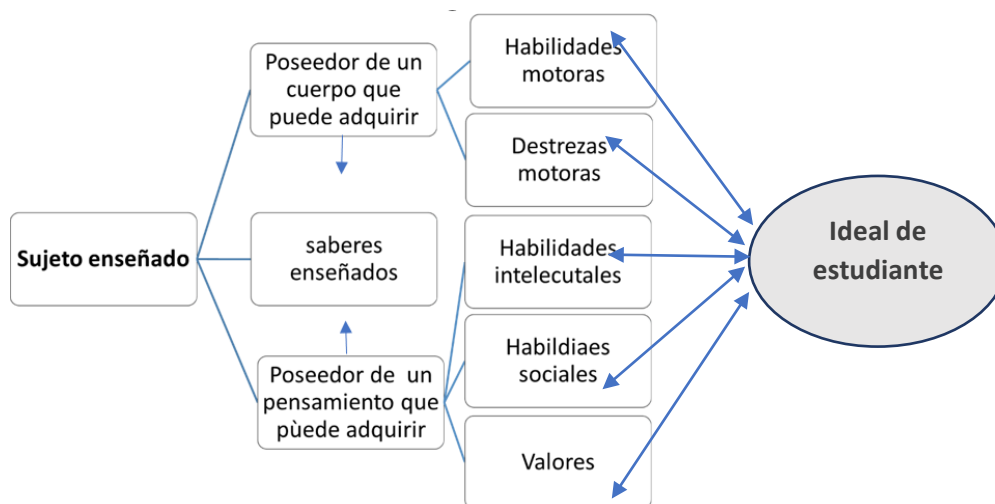 Sujeto enseñado
Poseedor de un
cuerpo que
puede adquirir
saberes
enseñados
Poseedor de un
pensamiento que
pùede adquirir
Habilidades
motoras
Destrezas
motoras
Habilidades
intelecutales
Habildiaes
sociales
Valores
Ideal de
estudiante